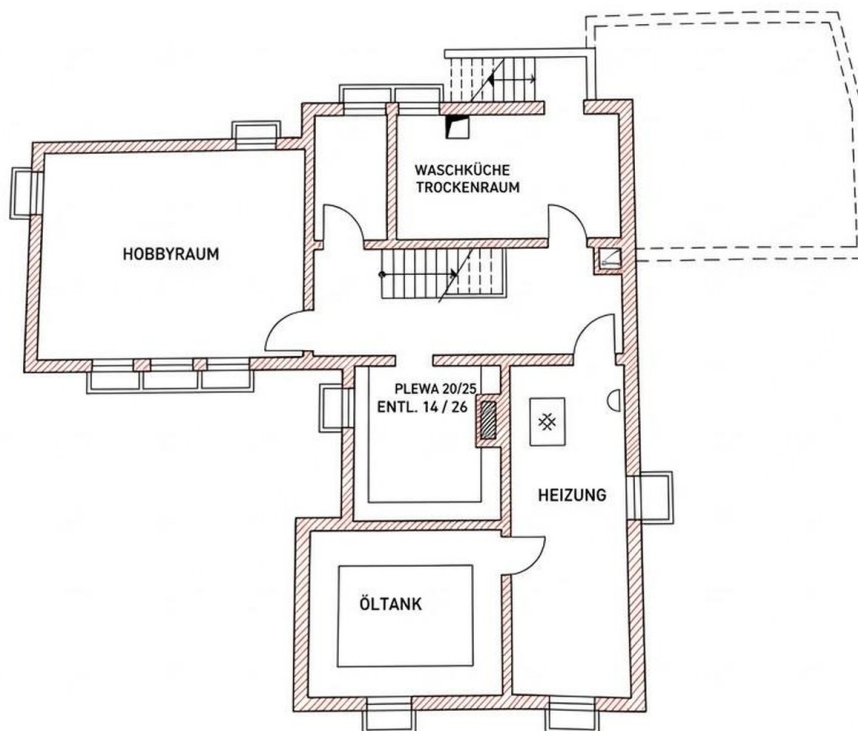 WASCHKÜCHE
TROCKENRAUM
HOBBYRAUM
PLEWA 20/25
ENTL. 14 / 26
HEIZUNG
ÖLTANK